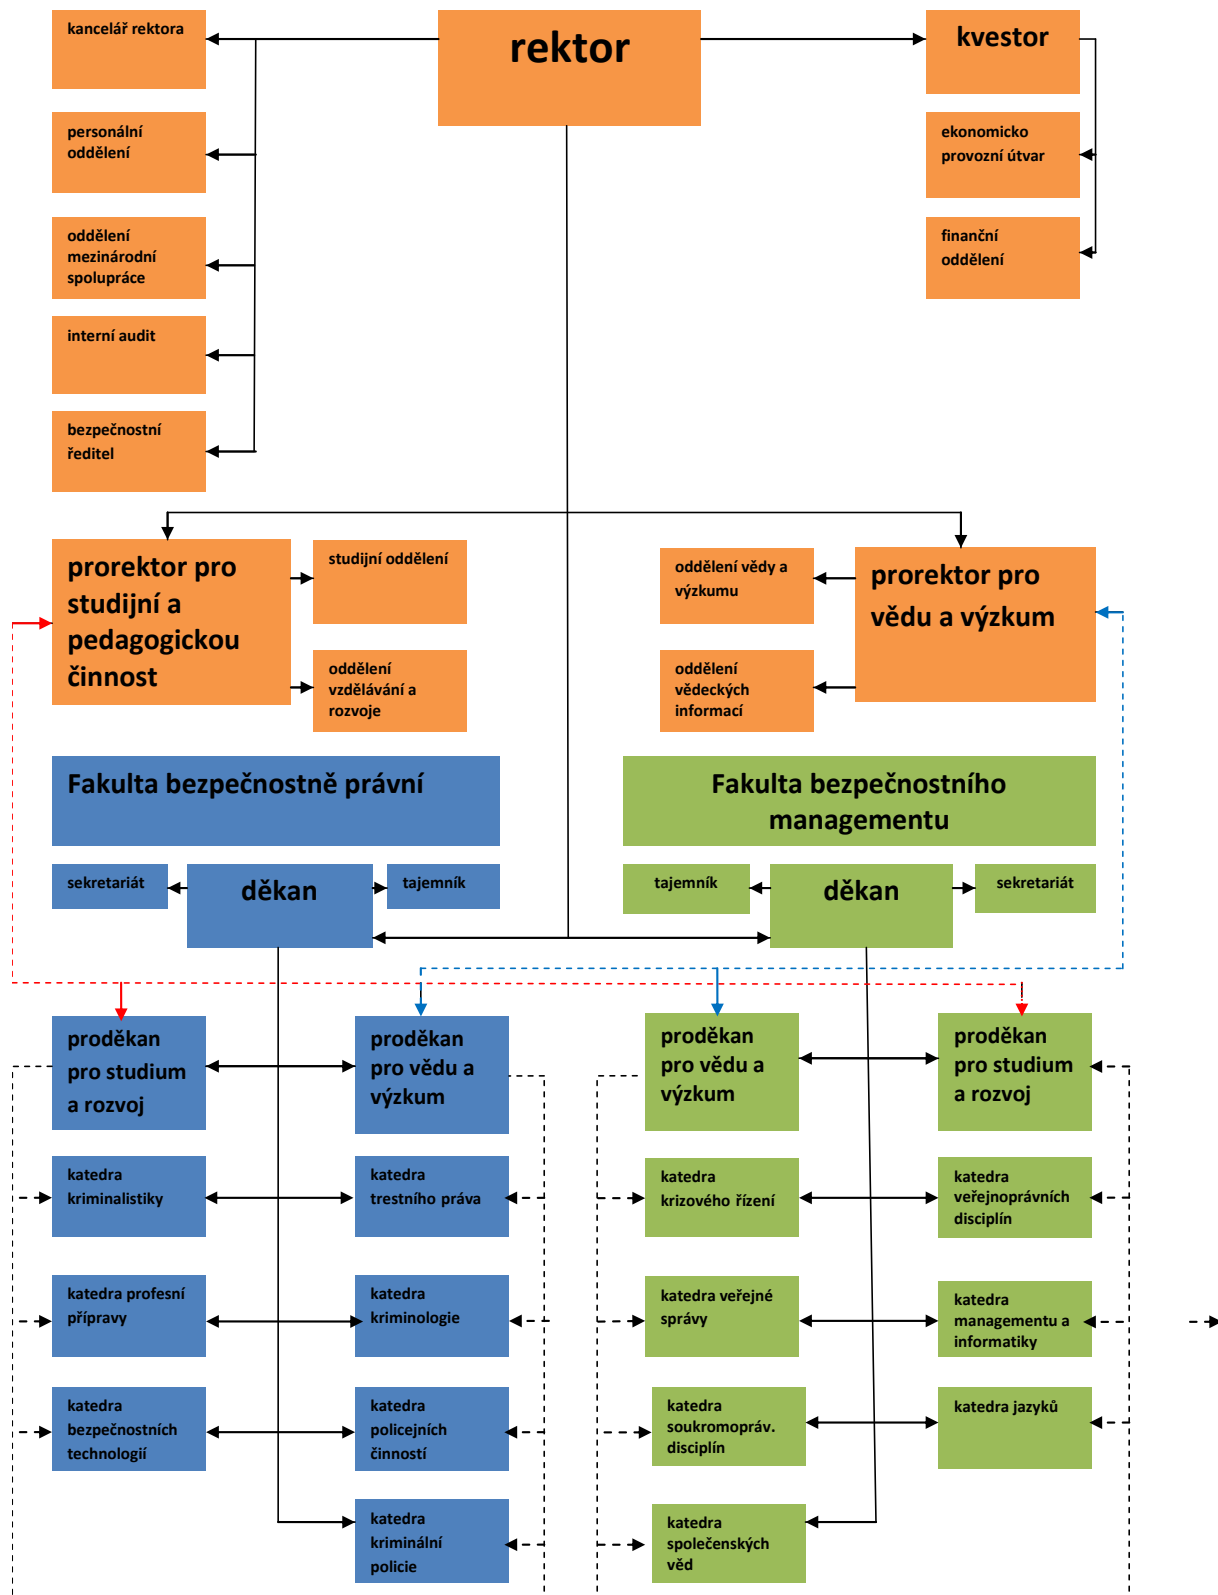 kancelář rektora
rektor
kvestor
personální
oddělení
ekonomicko
provozní útvar
oddělení
mezinárodní
spolupráce
finanční
oddělení
interní audit
bezpečnostní
ředitel
prorektor pro
studijní a
pedagogickou
činnost
studijní oddělení
oddělení
vzdělávání a
rozvoje
oddělení vědy a
výzkumu
oddělení
vědeckých
informací
prorektor pro
vědu a výzkum
Fakulta bezpečnostně právní
Fakulta bezpečnostního
managementu
sekretariát
děkan
tajemník
tajemník
děkan
sekretariát
proděkan
pro studium
a rozvoj
proděkan
pro vědu a
výzkum
proděkan
pro vědu a
výzkum
proděkan
pro studium
a rozvoj
katedra
kriminalistiky
katedra
trestního práva
katedra
krizového řízení
katedra
veřejnoprávních
disciplín
katedra profesní
přípravy
katedra
kriminologie
katedra veřejné
správy
katedra
managementu a
informatiky
katedra
bezpečnostních
technologií
katedra
policejních
činností
katedra
soukromopráv.
disciplín
katedra jazyků
katedra
kriminální
policie
katedra
společenských
věd